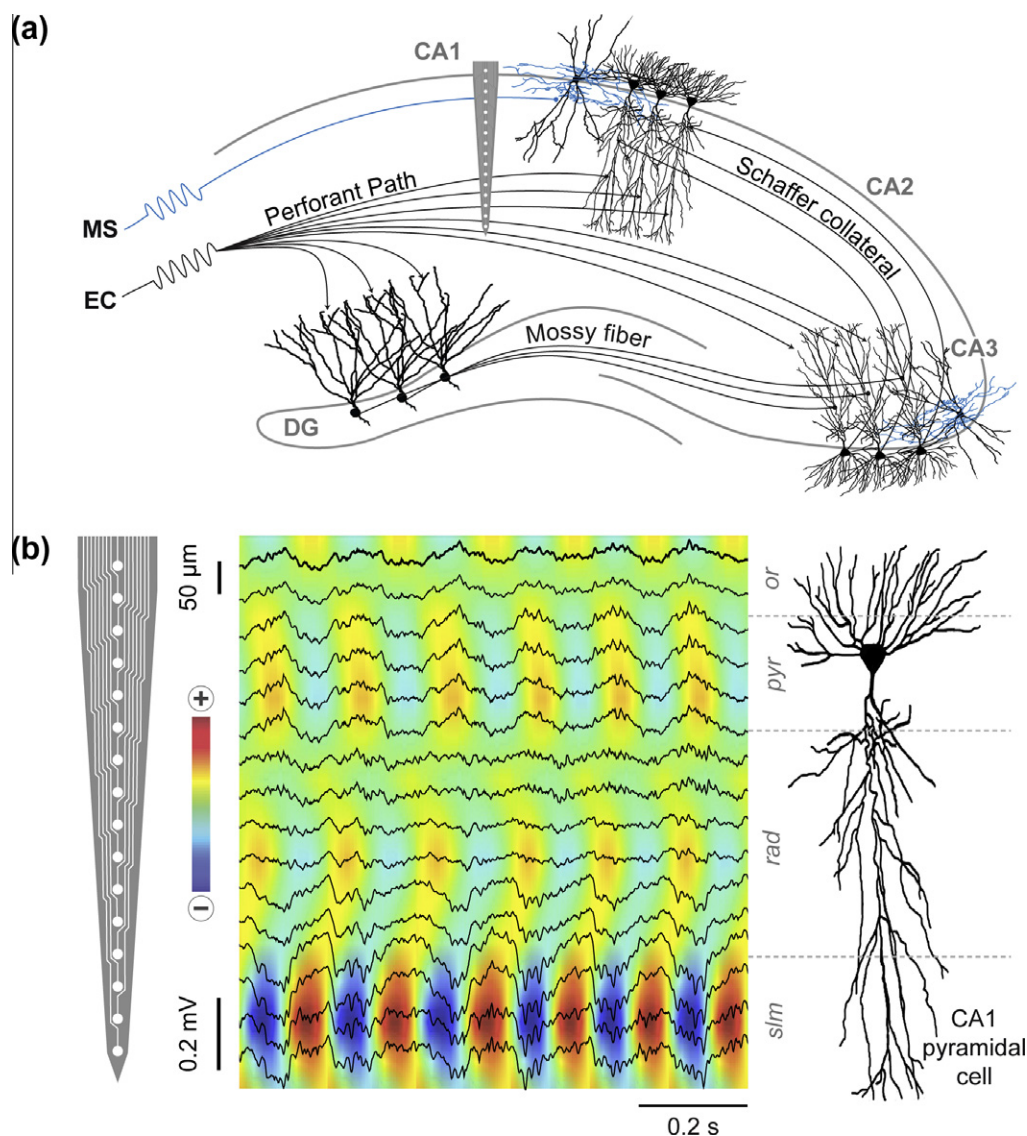 (a)
CA1
Perforant Path
Schaffer collateral
CA2
MS
EC
Mossy fiber
CA3
DG
(b)
50 μm
+
−
0.2 mV
or
pyr
rad
slm
CA1
pyramidal
cell
0.2 s